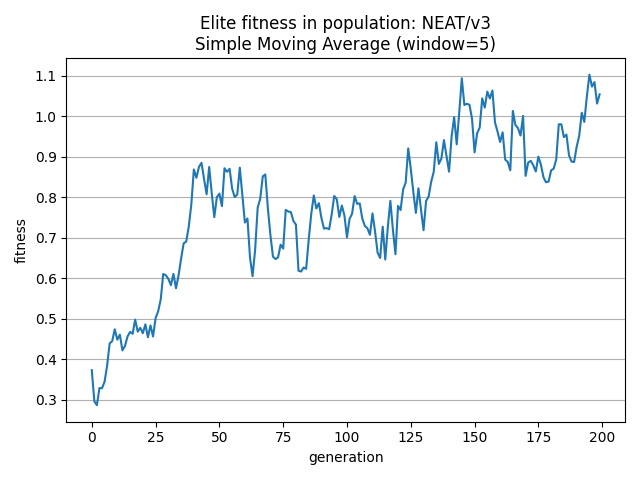 Elite fitness in population: NEAT/v3
Simple Moving Average (window=5)
fitness
1.1
1.0
0.9
0.8
0.7
0.6
0.5
0.4
0.3
0 25 50 75 100 125 150 175 200
generation